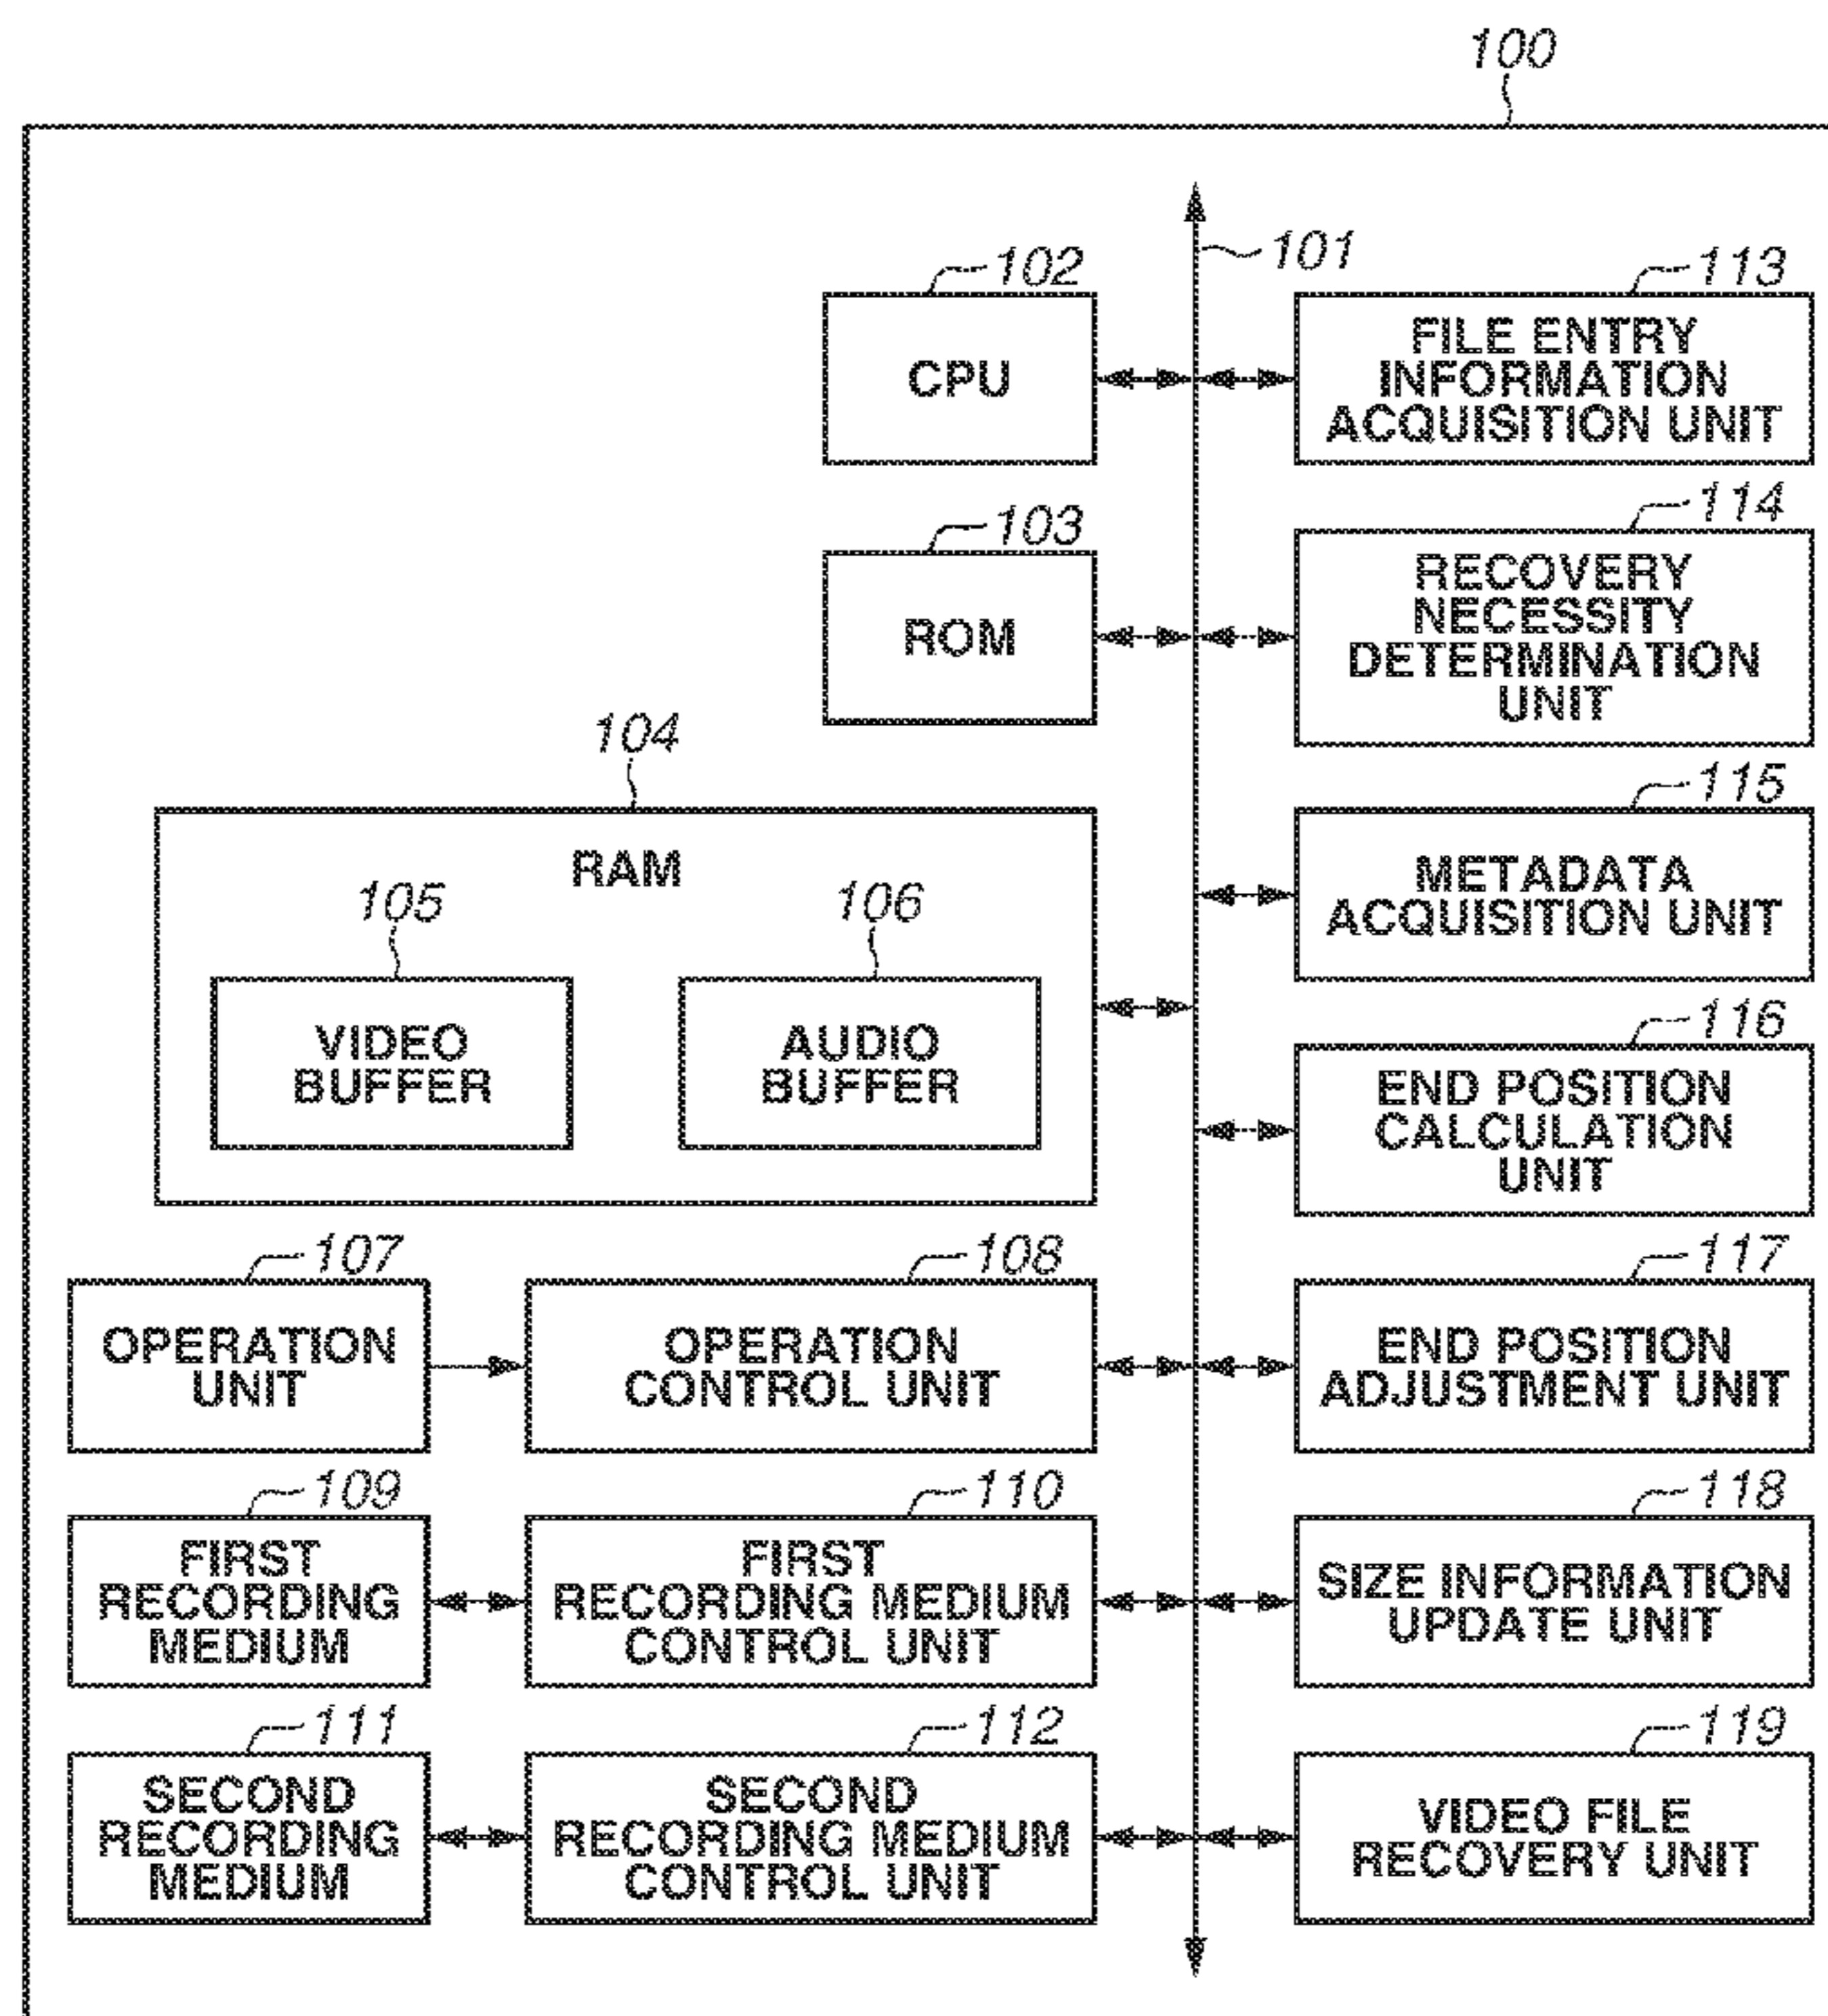 100
101
102
CPU
113
FILE ENTRY
INFORMATION
ACQUISITION UNIT
103
ROM
114
RECOVERY
NECESSITY
DETERMINATION
UNIT
104
RAM
105
VIDEO
BUFFER
106
AUDIO
BUFFER
115
METADATA
ACQUISITION UNIT
116
END POSITION
CALCULATION
UNIT
107
OPERATION
UNIT
108
OPERATION
CONTROL UNIT
117
END POSITION
ADJUSTMENT UNIT
109
FIRST
RECORDING
MEDIUM
110
FIRST
RECORDING MEDIUM
CONTROL UNIT
118
SIZE INFORMATION
UPDATE UNIT
111
SECOND
RECORDING
MEDIUM
112
SECOND
RECORDING MEDIUM
CONTROL UNIT
119
VIDEO FILE
RECOVERY UNIT